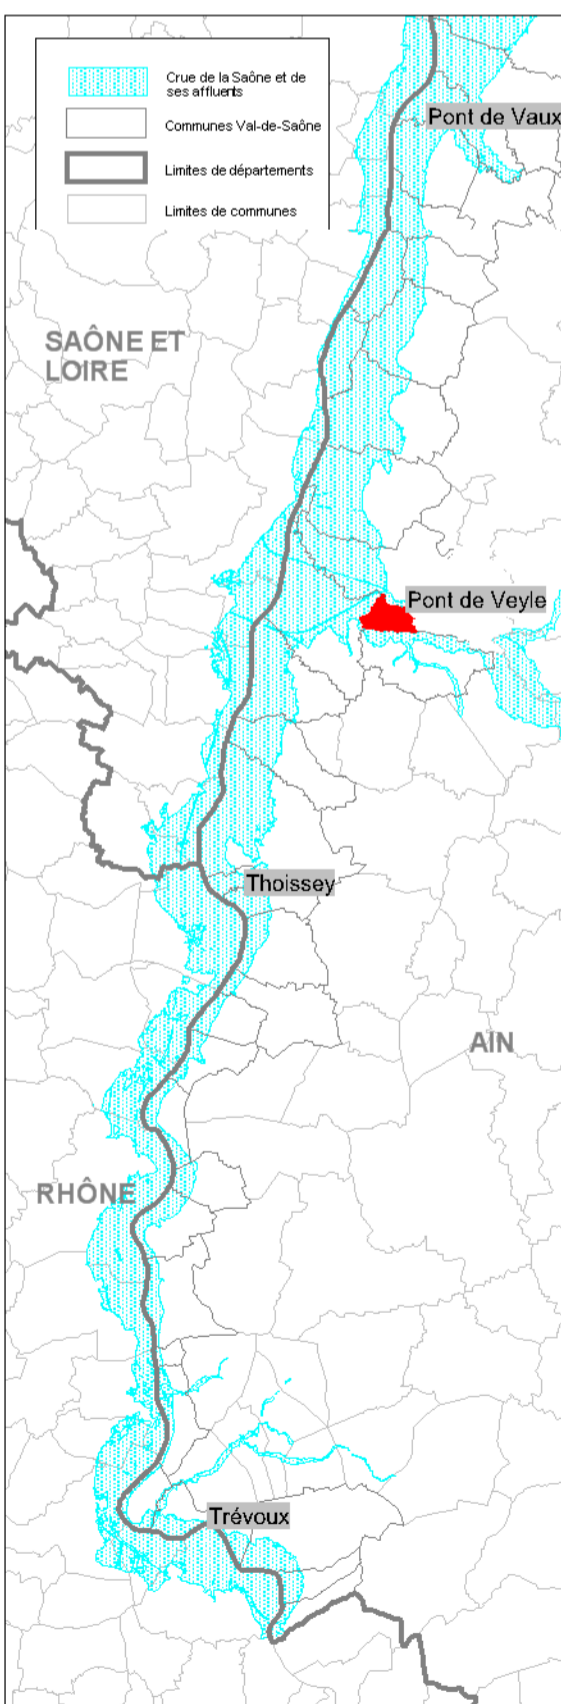 Crue de la Saône et de
ses affluents
Communes Val-de-Saône
Limites de départements
Limites de communes
Pont de Vaux
SAÔNE ET
LOIRE
Pont de Veyle
Thoissey
AIN
RHÔNE
Trévoux